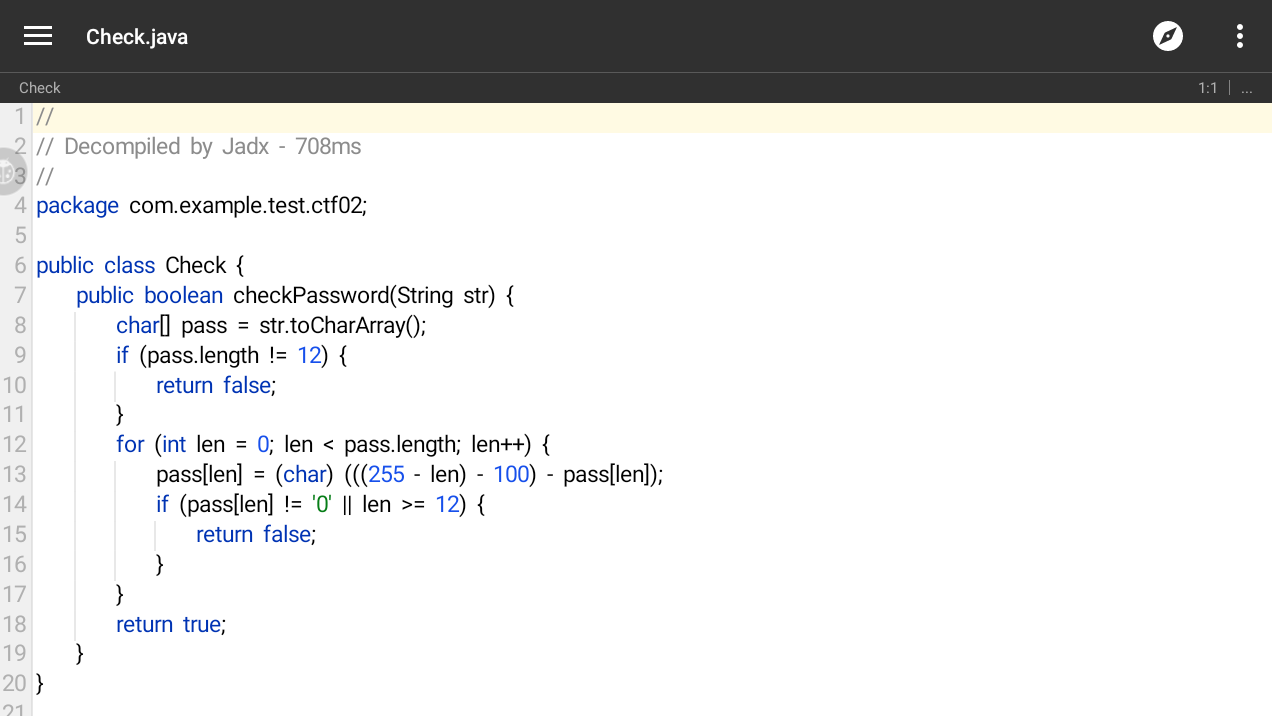 Check.java
Check 1:1 ...
1 //
2 // Decompiled by Jadx - 708ms
3 //
4 package com.example.test.ctf02;
5
6 public class Check {
7 public boolean checkPassword(String str) {
8 char[] pass = str.toCharArray();
9 if (pass.length != 12) {
10 return false;
11 }
12 for (int len = 0; len < pass.length; len++) {
13 pass[len] = (char) (((255 - len) - 100) - pass[len]);
14 if (pass[len] != '0' || len >= 12) {
15 return false;
16 }
17 }
18 return true;
19 }
20 }
21